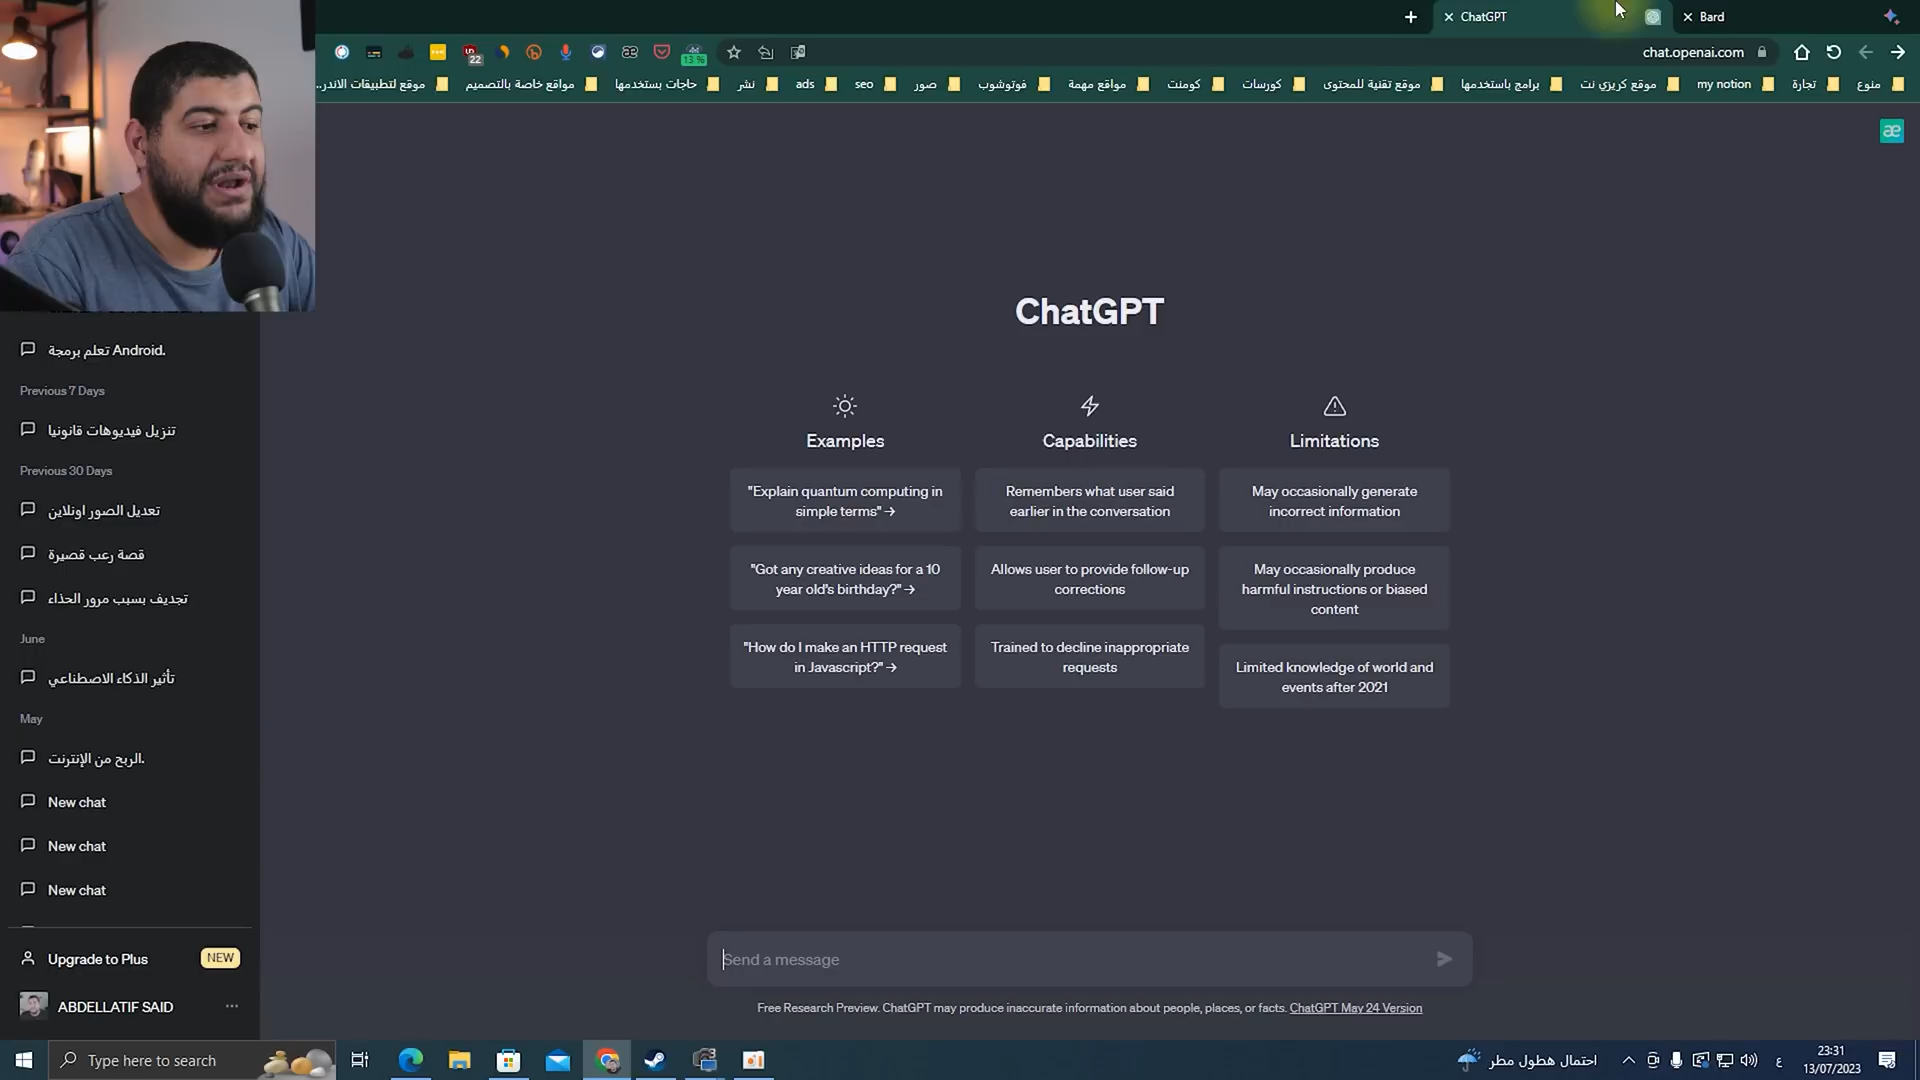 ChatGPT
Bard
22
13 %
chat.openai.com
موقع لتطبيقات الاندر..
مواقع خاصة بالتصميم
حاجات بستخدمها
نشر
ads
seo
صور
فوتوشوب
مواقع مهمة
كومنت
كورسات
موقع تقنية للمحتوى
برامج باستخدمها
موقع كريزي نت
my notion
تجارة
منوع
æ
تعلم برمجة Android.
Previous 7 Days
تنزيل فيديوهات قانونيا
Previous 30 Days
تعديل الصور اونلاين
قصة رعب قصيرة
تجديف بسبب مرور الحذاء
June
تأثير الذكاء الاصطناعي
May
الربح من الإنترنت.
New chat
New chat
New chat
Upgrade to Plus
NEW
ABDELLATIF SAID
ChatGPT
Examples
"Explain quantum computing in
simple terms" →
"Got any creative ideas for a 10
year old's birthday?" →
"How do I make an HTTP request
in Javascript?" →
Capabilities
Remembers what user said
earlier in the conversation
Allows user to provide follow-up
corrections
Trained to decline inappropriate
requests
Limitations
May occasionally generate
incorrect information
May occasionally produce
harmful instructions or biased
content
Limited knowledge of world and
events after 2021
Send a message
Free Research Preview. ChatGPT may produce inaccurate information about people, places, or facts. ChatGPT May 24 Version
Type here to search
احتمال هطول مطر
ع
23:31
13/07/2023